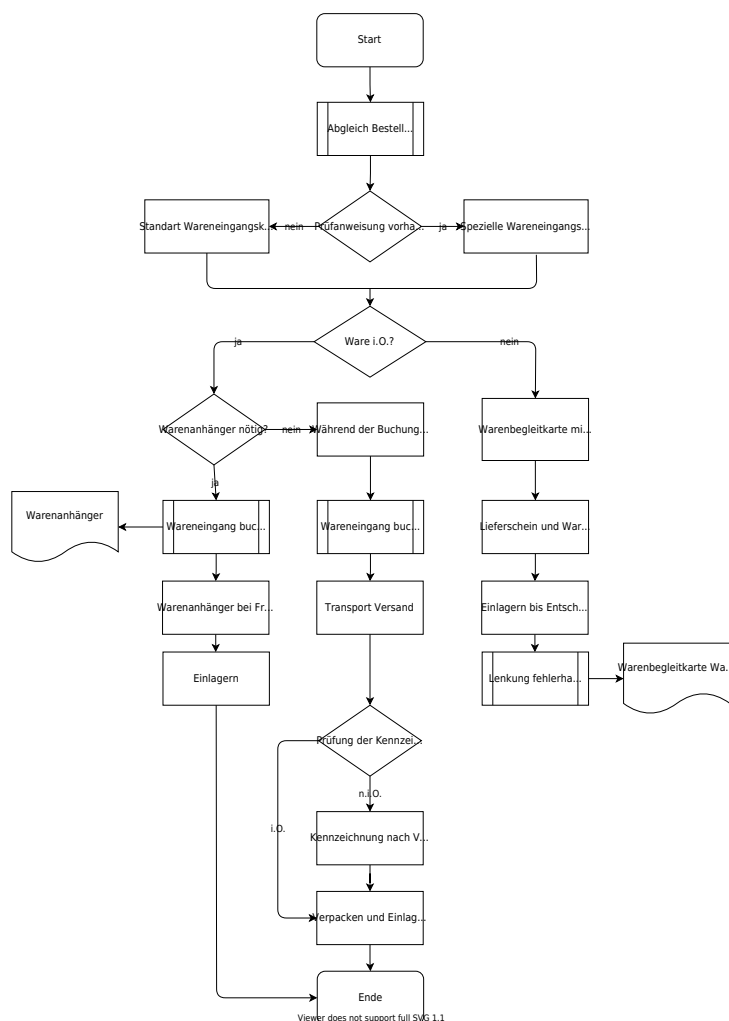 Start
Abgleich Bestell...
Standart Wareneingangsk...
nein
Prüfanweisung vorha...
ja
Spezielle Wareneingangs...
ja
Ware i.O.?
nein
Warenanhänger nötig?
nein
Während der Buchung...
Warenbegleitkarte mi...
ja
Warenanhänger
Wareneingang buc...
Wareneingang buc...
Lieferschein und War...
Warenanhänger bei Fr...
Transport Versand
Einlagern bis Entsch...
Einlagern
Lenkung fehlerha...
Warenbegleitkarte Wa...
Prüfung der Kennzei...
n.i.O.
i.O.
Kennzeichnung nach V...
Verpacken und Einlag...
Ende
Viewer does not support full SVG 1.1